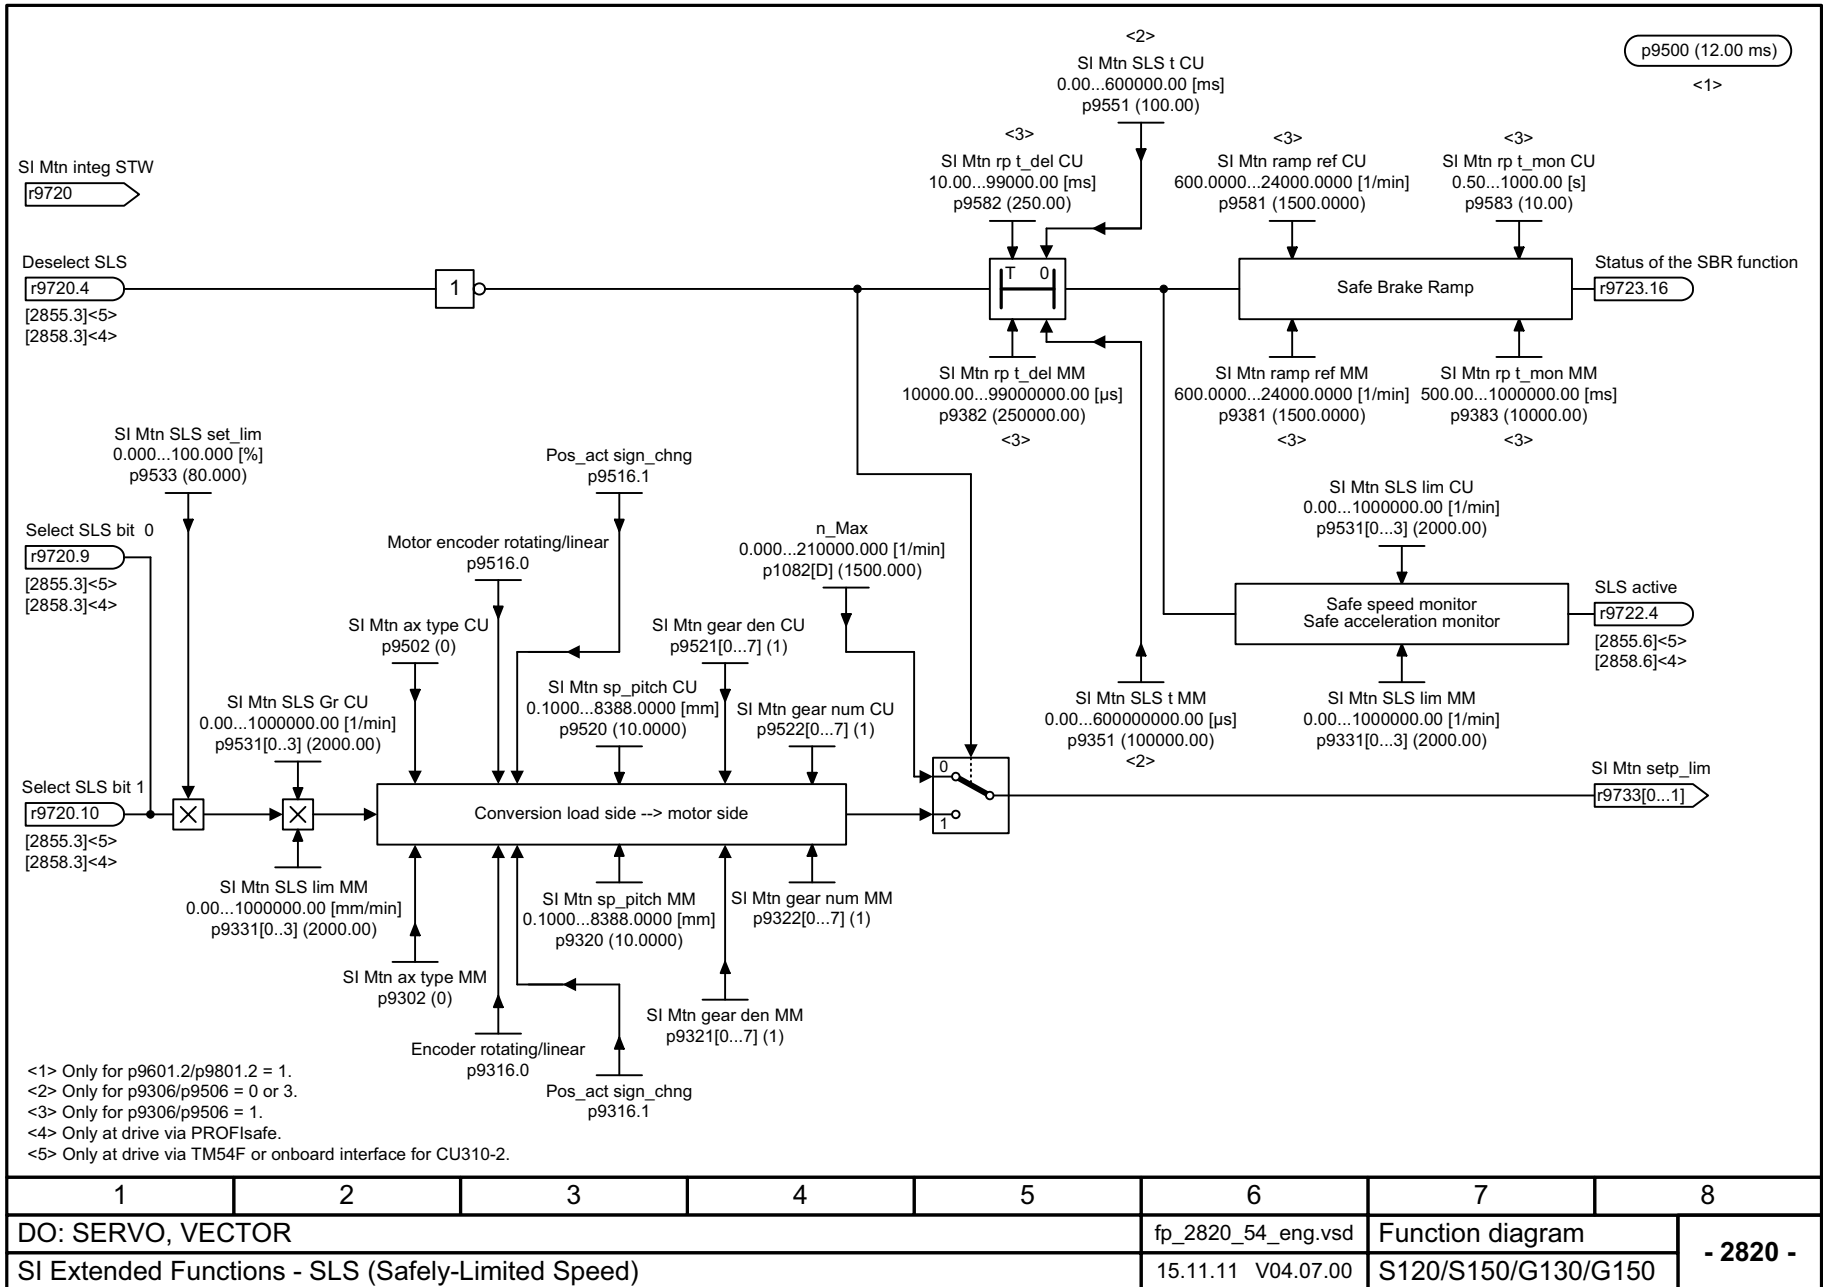 <2>
SI Mtn SLS t CU
0.00...600000.00 [ms]
p9551 (100.00)
p9500 (12.00 ms)
<1>
SI Mtn integ STW
r9720
<3>
SI Mtn rp t_del CU
10.00...99000.00 [ms]
p9582 (250.00)
<3>
SI Mtn ramp ref CU
600.0000...24000.0000 [1/min]
p9581 (1500.0000)
<3>
SI Mtn rp t_mon CU
0.50...1000.00 [s]
p9583 (10.00)
Deselect SLS
r9720.4
[2855.3]<5>
[2858.3]<4>
1
T 0
Safe Brake Ramp
Status of the SBR function
r9723.16
SI Mtn rp t_del MM
10000.00...99000000.00 [µs]
p9382 (250000.00)
<3>
SI Mtn ramp ref MM
600.0000...24000.0000 [1/min]
p9381 (1500.0000)
<3>
SI Mtn rp t_mon MM
500.00...1000000.00 [ms]
p9383 (10000.00)
<3>
SI Mtn SLS set_lim
0.000...100.000 [%]
p9533 (80.000)
Pos_act sign_chng
p9516.1
Select SLS bit  0
r9720.9
[2855.3]<5>
[2858.3]<4>
Motor encoder rotating/linear
p9516.0
n_Max
0.000...210000.000 [1/min]
p1082[D] (1500.000)
SI Mtn SLS lim CU
0.00...1000000.00 [1/min]
p9531[0...3] (2000.00)
Safe speed monitor
Safe acceleration monitor
SLS active
r9722.4
[2855.6]<5>
[2858.6]<4>
SI Mtn ax type CU
p9502 (0)
SI Mtn gear den CU
p9521[0...7] (1)
SI Mtn SLS Gr CU
0.00...1000000.00 [1/min]
p9531[0..3] (2000.00)
SI Mtn sp_pitch CU
0.1000...8388.0000 [mm]
p9520 (10.0000)
SI Mtn gear num CU
p9522[0...7] (1)
SI Mtn SLS t MM
0.00...600000000.00 [µs]
p9351 (100000.00)
<2>
SI Mtn SLS lim MM
0.00...1000000.00 [1/min]
p9331[0..3] (2000.00)
Select SLS bit 1
r9720.10
[2855.3]<5>
[2858.3]<4>
Conversion load side --> motor side
0
1
SI Mtn setp_lim
r9733[0...1]
SI Mtn SLS lim MM
0.00...1000000.00 [mm/min]
p9331[0..3] (2000.00)
SI Mtn sp_pitch MM
0.1000...8388.0000 [mm]
p9320 (10.0000)
SI Mtn gear num MM
p9322[0...7] (1)
SI Mtn ax type MM
p9302 (0)
SI Mtn gear den MM
p9321[0...7] (1)
Encoder rotating/linear
p9316.0
Pos_act sign_chng
p9316.1
<1> Only for p9601.2/p9801.2 = 1.
<2> Only for p9306/p9506 = 0 or 3.
<3> Only for p9306/p9506 = 1.
<4> Only at drive via PROFIsafe.
<5> Only at drive via TM54F or onboard interface for CU310-2.
1 2 3 4 5 6 7 8
DO: SERVO, VECTOR
fp_2820_54_eng.vsd
Function diagram
- 2820 -
SI Extended Functions - SLS (Safely-Limited Speed)
15.11.11 V04.07.00
S120/S150/G130/G150